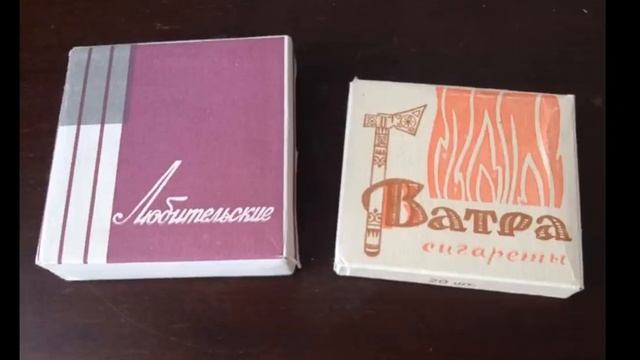 Любительские
Ватра
сигареты
20 шт.